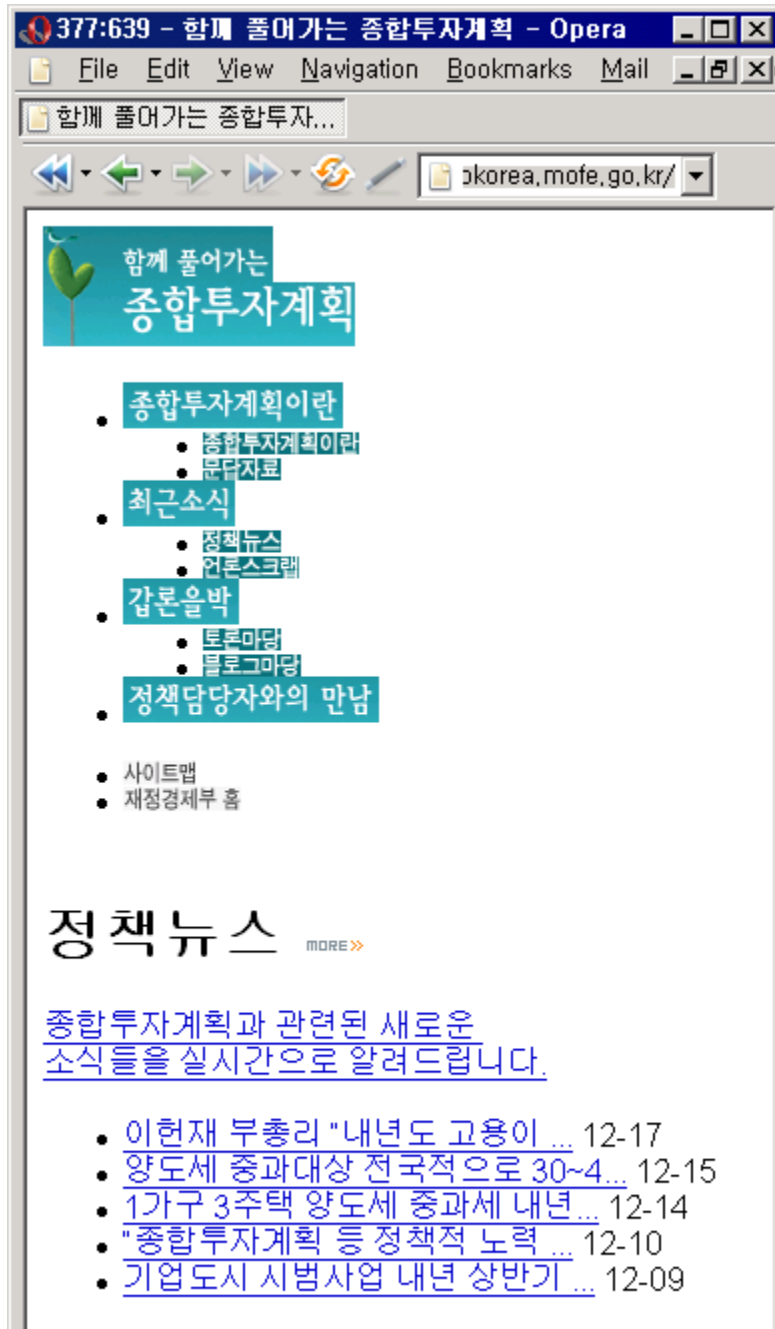 377:639 - 함께 풀어가는 종합투자계획 - Opera
File Edit View Navigation Bookmarks Mail
함께 풀어가는 종합투자...
okorea.mofe.go.kr/
함께 풀어가는
종합투자계획
종합투자계획이란
종합투자계획이란
문답자료
최근소식
정책뉴스
언론스크랩
갑론을박
토론마당
블로그마당
정책담당자와의 만남
사이트맵
재정경제부 홈
정책뉴스 MORE»
종합투자계획과 관련된 새로운
소식들을 실시간으로 알려드립니다.
이헌재 부총리 "내년도 고용이 ... 12-17
양도세 중과대상 전국적으로 30~4... 12-15
1가구 3주택 양도세 중과세 내년... 12-14
"종합투자계획 등 정책적 노력 ... 12-10
기업도시 시범사업 내년 상반기 ... 12-09